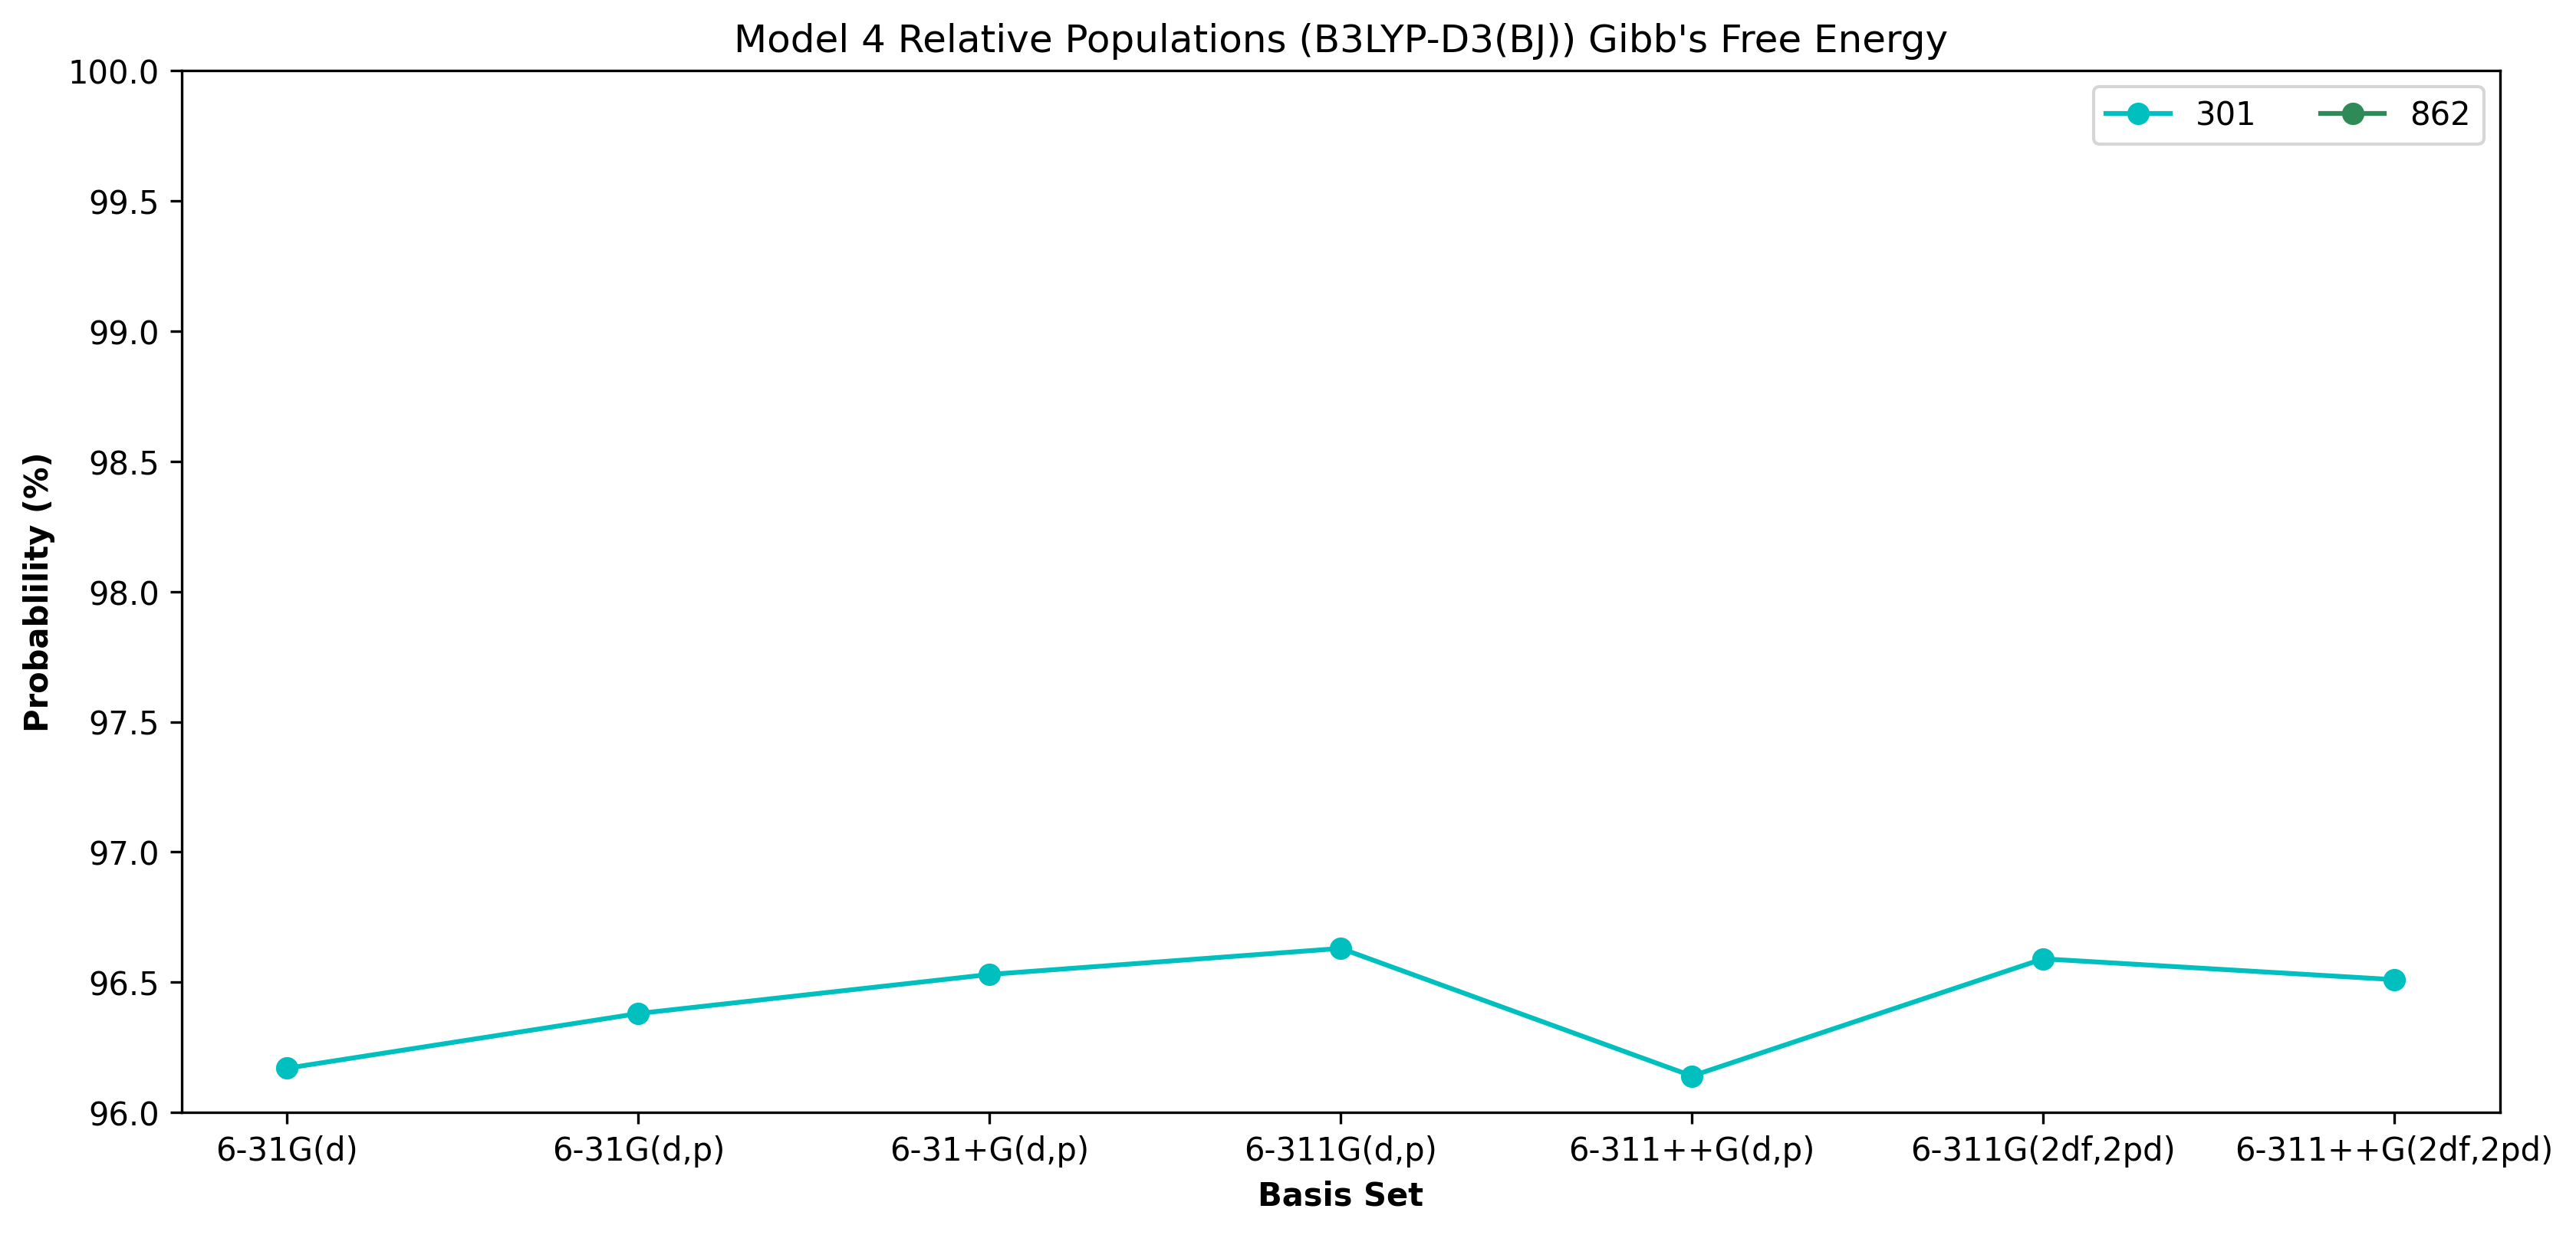 Model 4 Relative Populations (B3LYP-D3(BJ)) Gibb's Free Energy
301 862
100.0
99.5
99.0
98.5
98.0
97.5
97.0
96.5
96.0
Probablility (%)
6-31G(d) 6-31G(d,p) 6-31+G(d,p) 6-311G(d,p) 6-311++G(d,p) 6-311G(2df,2pd) 6-311++G(2df,2pd)
Basis Set